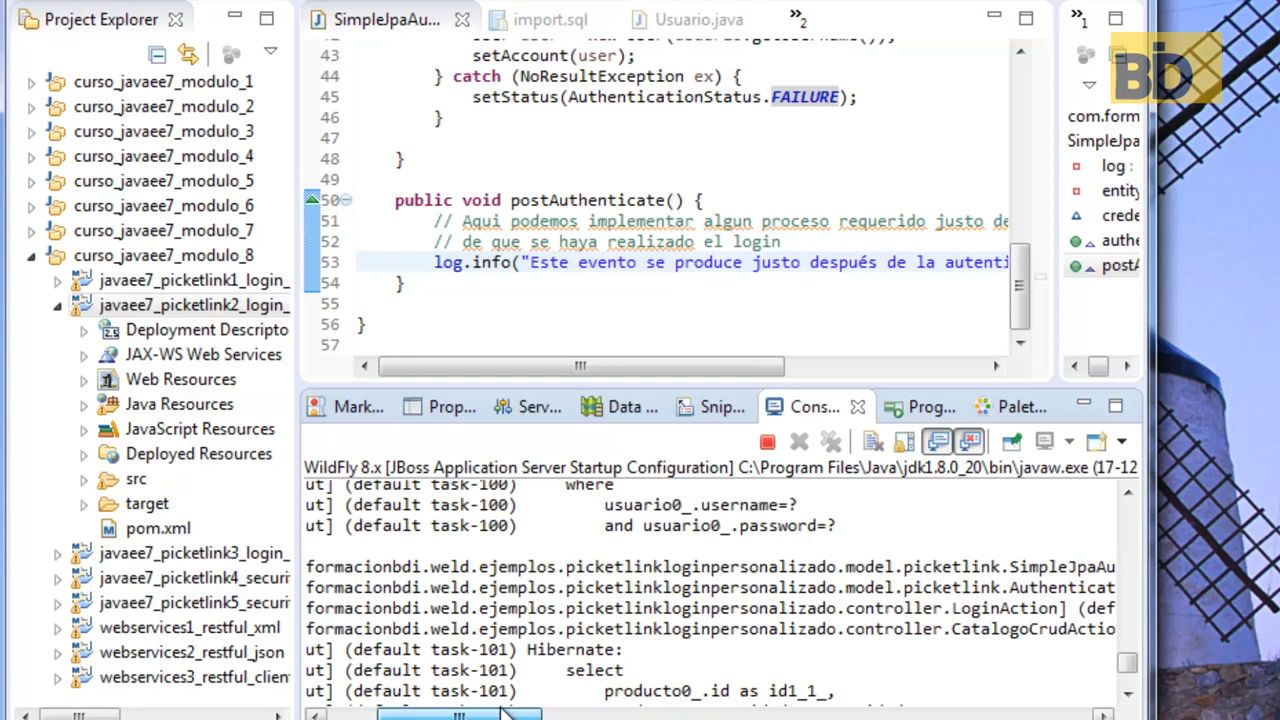 Project Explorer
curso_javaee7_modulo_1
curso_javaee7_modulo_2
curso_javaee7_modulo_3
curso_javaee7_modulo_4
curso_javaee7_modulo_5
curso_javaee7_modulo_6
curso_javaee7_modulo_7
curso_javaee7_modulo_8
javaee7_picketlink1_login_
javaee7_picketlink2_login_
Deployment Descripto
JAX-WS Web Services
Web Resources
Java Resources
JavaScript Resources
Deployed Resources
src
target
pom.xml
javaee7_picketlink3_login_
javaee7_picketlink4_securi
javaee7_picketlink5_securi
webservices1_restful_xml
webservices2_restful_json
webservices3_restful_clien
SimpleJpaAu... import.sql Usuario.java »2
43 setAccount(user);
44 } catch (NoResultException ex) {
45 setStatus(AuthenticationStatus.FAILURE);
46 }
47
48 }
49
50 public void postAuthenticate() {
51 // Aqui podemos implementar algun proceso requerido justo de
52 // de que se haya realizado el login
53 log.info("Este evento se produce justo después de la autenti
54 }
55
56 }
57
»1
BD
com.form
SimpleJpa
log :
entity
crede
authe
postA
Mark... Prop... Serv... Data ... Snip... Cons... Prog... Palet...
WildFly 8.x [JBoss Application Server Startup Configuration] C:\Program Files\Java\jdk1.8.0_20\bin\javaw.exe (17-12
ut] (default task-100) where
ut] (default task-100) usuario0_.username=?
ut] (default task-100) and usuario0_.password=?
formacionbdi.weld.ejemplos.picketlinkloginpersonalizado.model.picketlink.SimpleJpaAu
formacionbdi.weld.ejemplos.picketlinkloginpersonalizado.model.picketlink.Authenticat
formacionbdi.weld.ejemplos.picketlinkloginpersonalizado.controller.LoginAction] (def
formacionbdi.weld.ejemplos.picketlinkloginpersonalizado.controller.CatalogoCrudActio
ut] (default task-101) Hibernate:
ut] (default task-101) select
ut] (default task-101) producto0_.id as id1_1_,